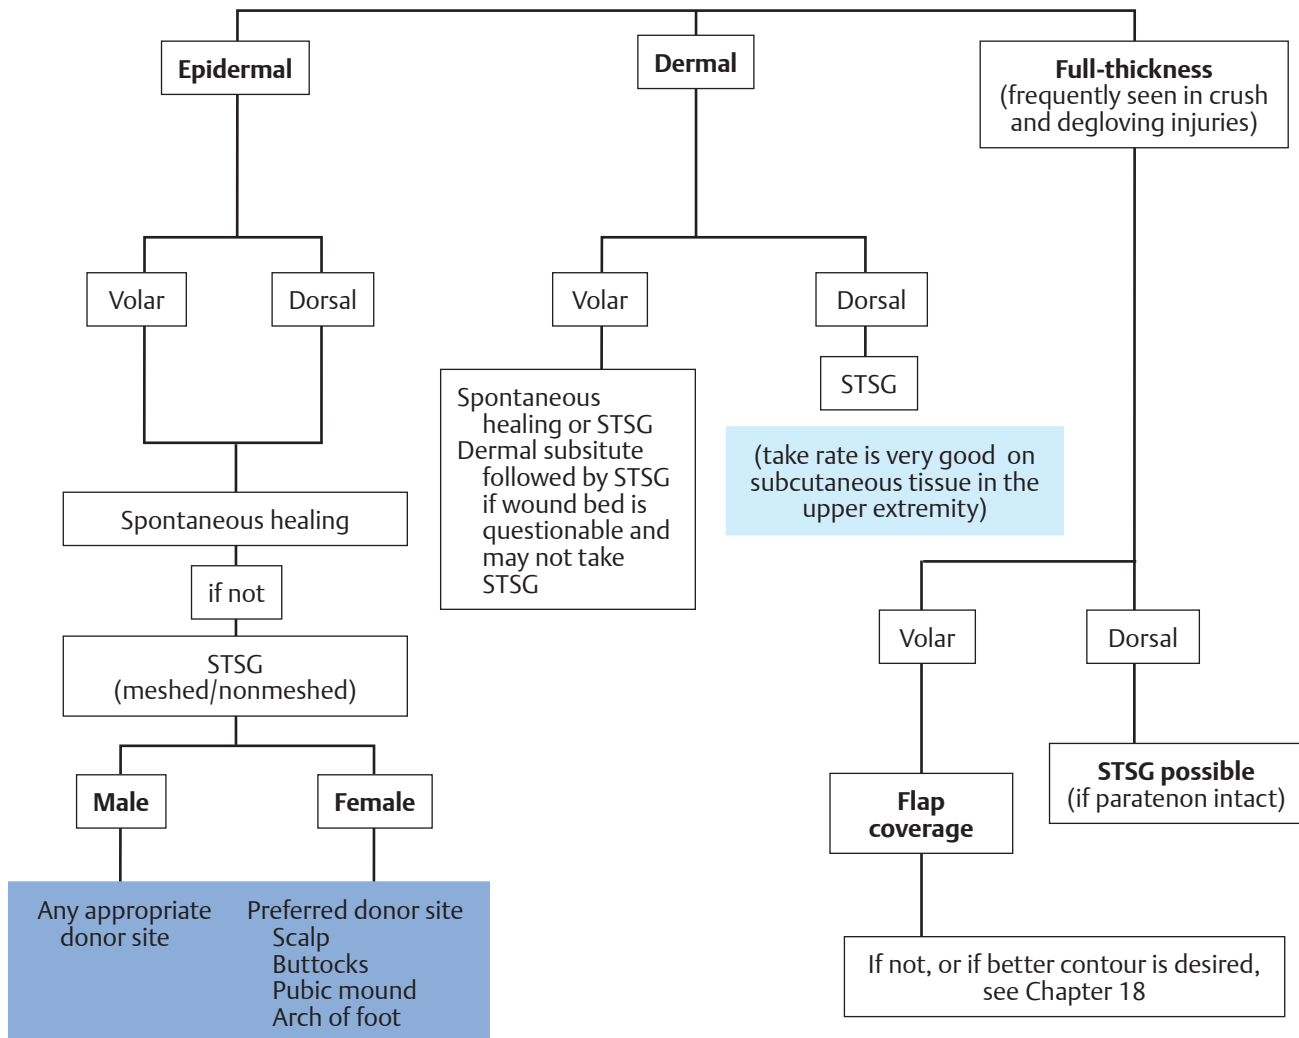 Epidermal
Dermal
Full-thickness
(frequently seen in crush
and degloving injuries)
Volar
Dorsal
Volar
Dorsal
Spontaneous
healing or STSG
Dermal subsitute
followed by STSG
if wound bed is
questionable and
may not take
STSG
STSG
(take rate is very good on
subcutaneous tissue in the
upper extremity)
Spontaneous healing
if not
STSG
(meshed/nonmeshed)
Male
Female
Any appropriate
donor site
Preferred donor site
Scalp
Buttocks
Pubic mound
Arch of foot
Volar
Dorsal
Flap
coverage
STSG possible
(if paratenon intact)
If not, or if better contour is desired,
see Chapter 18